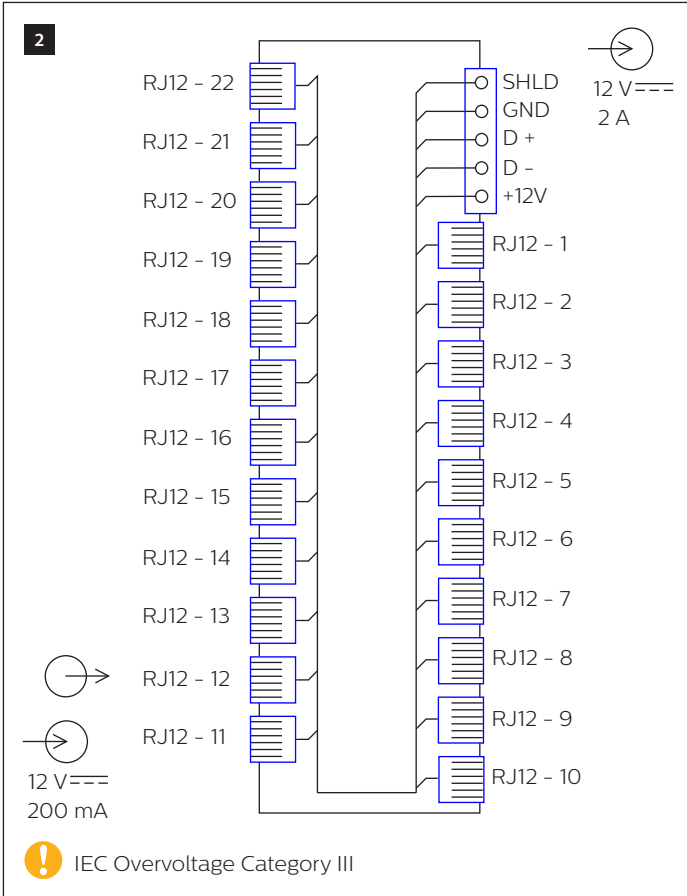 2
RJ12 - 22
RJ12 - 21
RJ12 - 20
RJ12 - 19
RJ12 - 18
RJ12 - 17
RJ12 - 16
RJ12 - 15
RJ12 - 14
RJ12 - 13
RJ12 - 12
RJ12 - 11
12 V
200 mA
SHLD
GND
D +
D -
+12V
RJ12 - 1
RJ12 - 2
RJ12 - 3
RJ12 - 4
RJ12 - 5
RJ12 - 6
RJ12 - 7
RJ12 - 8
RJ12 - 9
RJ12 - 10
12 V
2 A
! IEC Overvoltage Category III